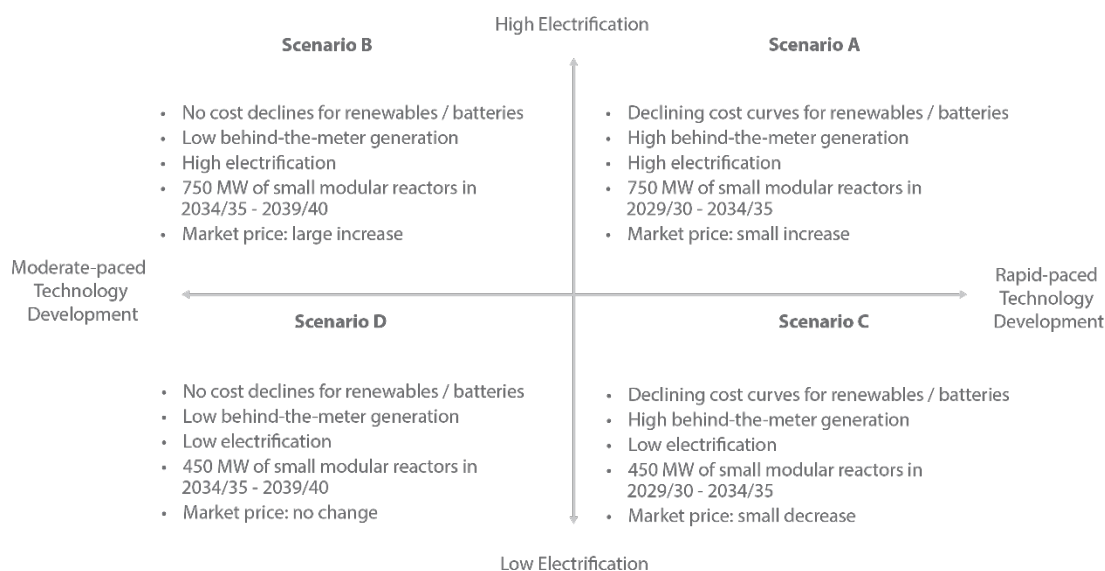 High Electrification
Scenario B
• No cost declines for renewables / batteries
• Low behind-the-meter generation
• High electrification
• 750 MW of small modular reactors in
2034/35 - 2039/40
• Market price: large increase
Scenario A
• Declining cost curves for renewables / batteries
• High behind-the-meter generation
• High electrification
• 750 MW of small modular reactors in
2029/30 - 2034/35
• Market price: small increase
Moderate-paced
Technology
Development
Rapid-paced
Technology
Development
Scenario D
• No cost declines for renewables / batteries
• Low behind-the-meter generation
• Low electrification
• 450 MW of small modular reactors in
2034/35 - 2039/40
• Market price: no change
Scenario C
• Declining cost curves for renewables / batteries
• High behind-the-meter generation
• Low electrification
• 450 MW of small modular reactors in
2029/30 - 2034/35
• Market price: small decrease
Low Electrification